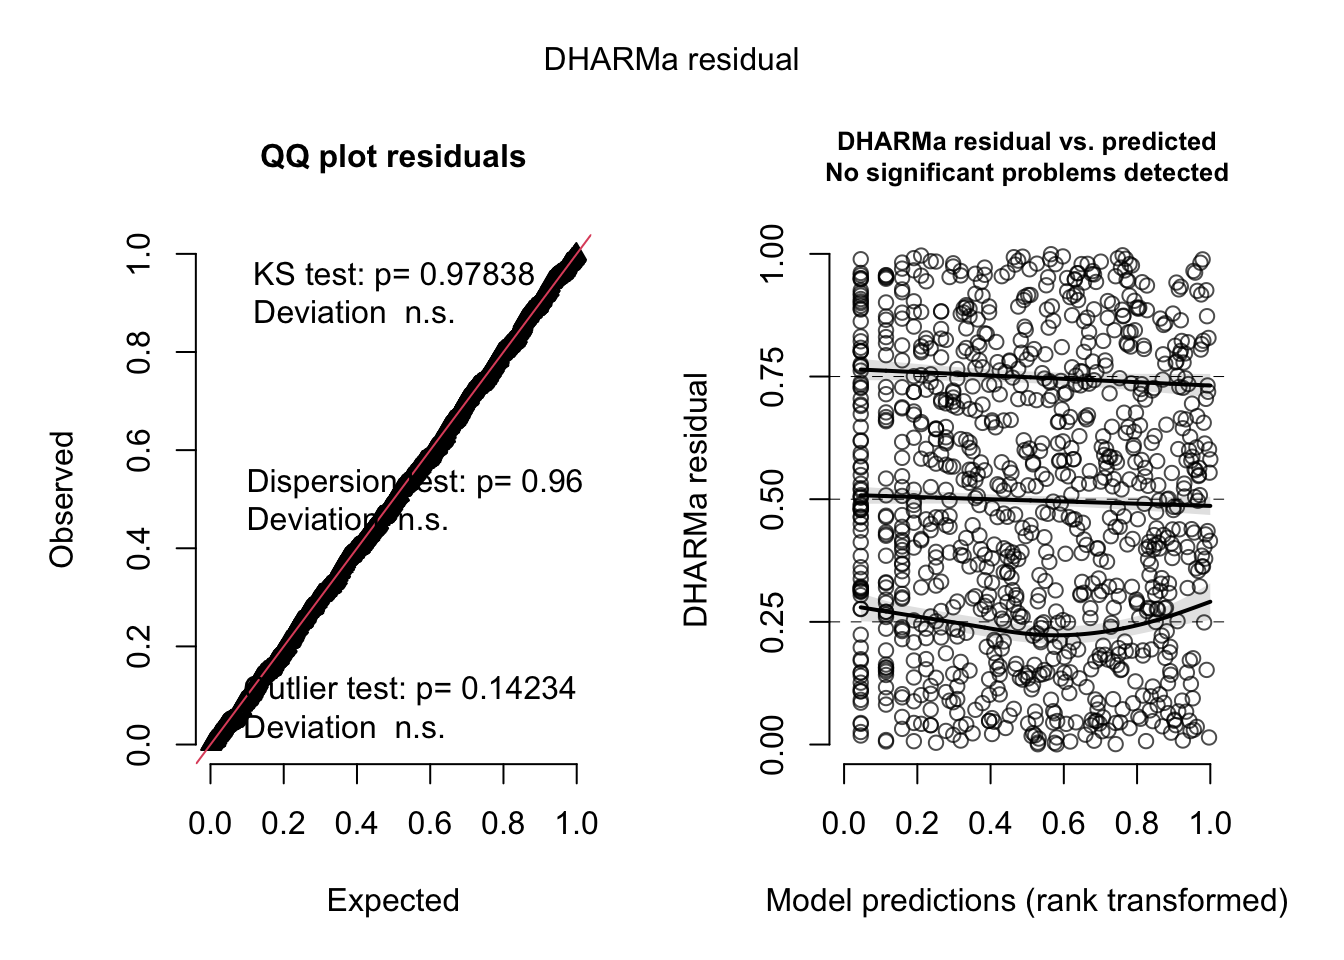 DHARMa residual
QQ plot residuals
KS test: p= 0.97838
Deviation n.s.
Dispersion test: p= 0.96
Deviation n.s.
utlier test: p= 0.14234
Deviation n.s.
Observed
0.0 0.2 0.4 0.6 0.8 1.0
0.0 0.2 0.4 0.6 0.8 1.0
Expected
DHARMa residual vs. predicted
No significant problems detected
DHARMa residual
0.00 0.25 0.50 0.75 1.00
0.0 0.2 0.4 0.6 0.8 1.0
Model predictions (rank transformed)